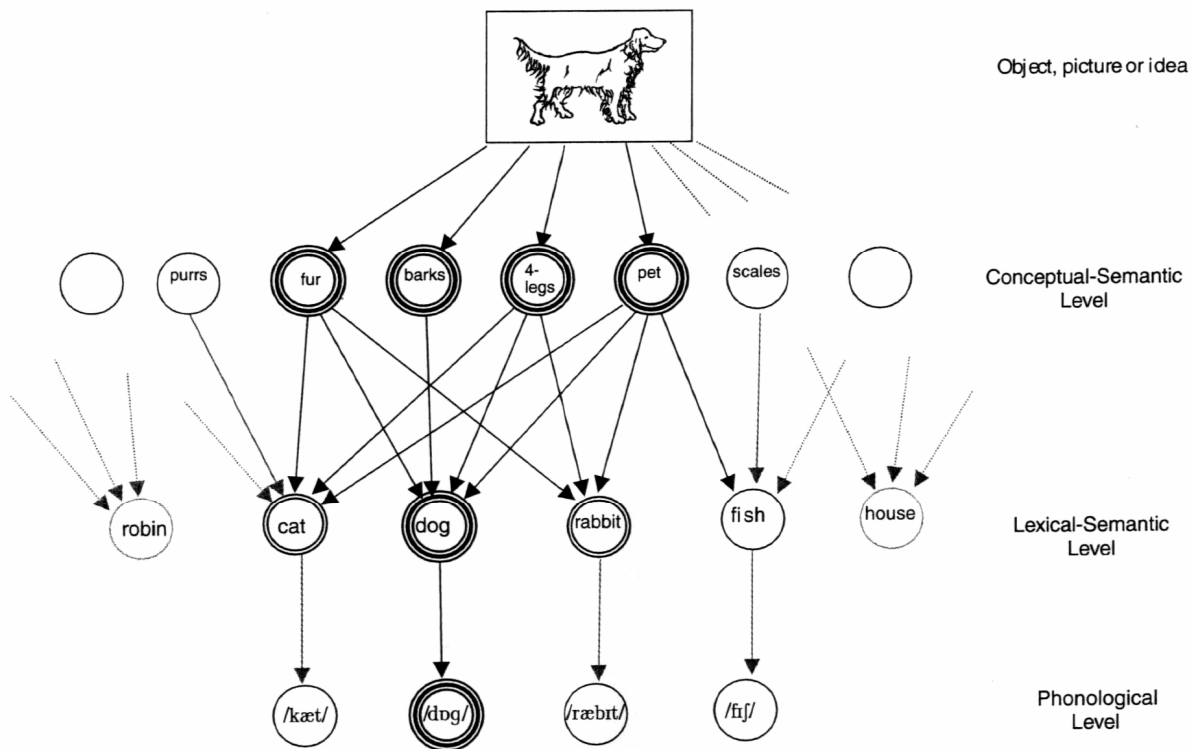 Object, picture or idea
purrs
fur
barks
4-
legs
pet
scales
Conceptual-Semantic
Level
robin
cat
dog
rabbit
fish
house
Lexical-Semantic
Level
/kæt/
/dɒg/
/ræbɪt/
/fɪʃ/
Phonological
Level